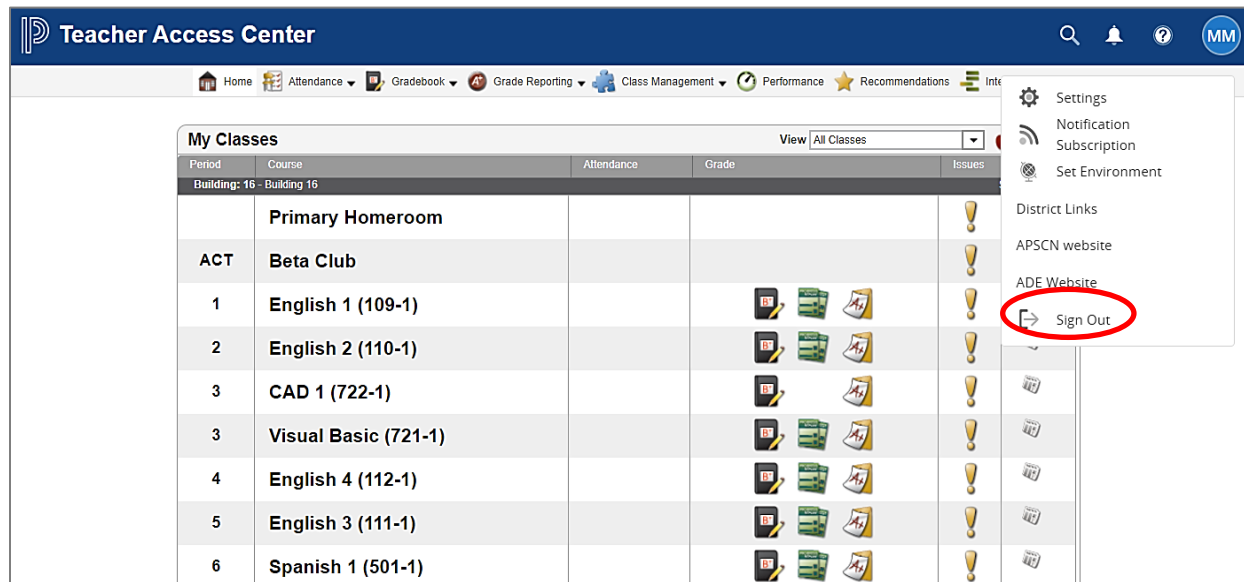 Teacher Access Center
MM
Home Attendance Gradebook Grade Reporting Class Management Performance Recommendations Inte
Settings
Notification
Subscription
Set Environment
District Links
APSCN website
ADE Website
Sign Out
My Classes View All Classes
Period Course Attendance Grade Issues
Building: 16 - Building 16
Primary Homeroom
ACT Beta Club
1 English 1 (109-1)
2 English 2 (110-1)
3 CAD 1 (722-1)
3 Visual Basic (721-1)
4 English 4 (112-1)
5 English 3 (111-1)
6 Spanish 1 (501-1)